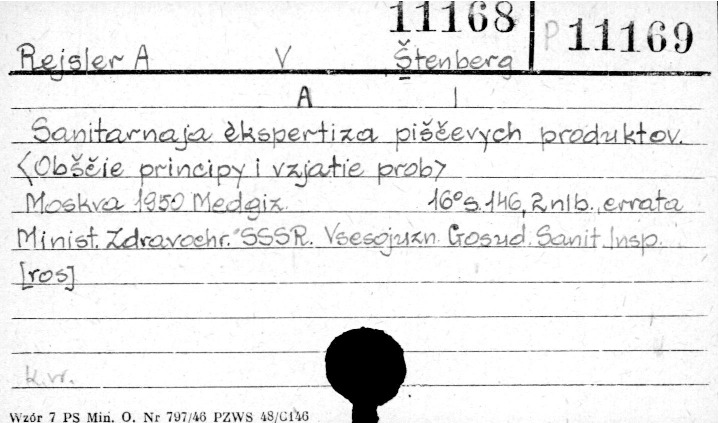 11168 P 11169
Rejsler A V Štenberg
A I
Sanitarnaja ėkspertiza piščevych produktov.
<Obščie principy i vzjatie prob>
Moskva 1950 Medgiz 16° s. 146, 2 nlb., errata
Minist. Zdravochr. SSSR. Vsesojuzn. Gosud. Sanit. Insp.
[ros]
k.w.
Wzór 7 PS Min. O. Nr 797/46 PZWS 48/C146